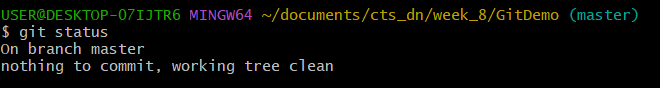 USER@DESKTOP-O7IJTR6 MINGW64 ~/documents/cts_dn/week_8/GitDemo (master)
$ git status
On branch master
nothing to commit, working tree clean